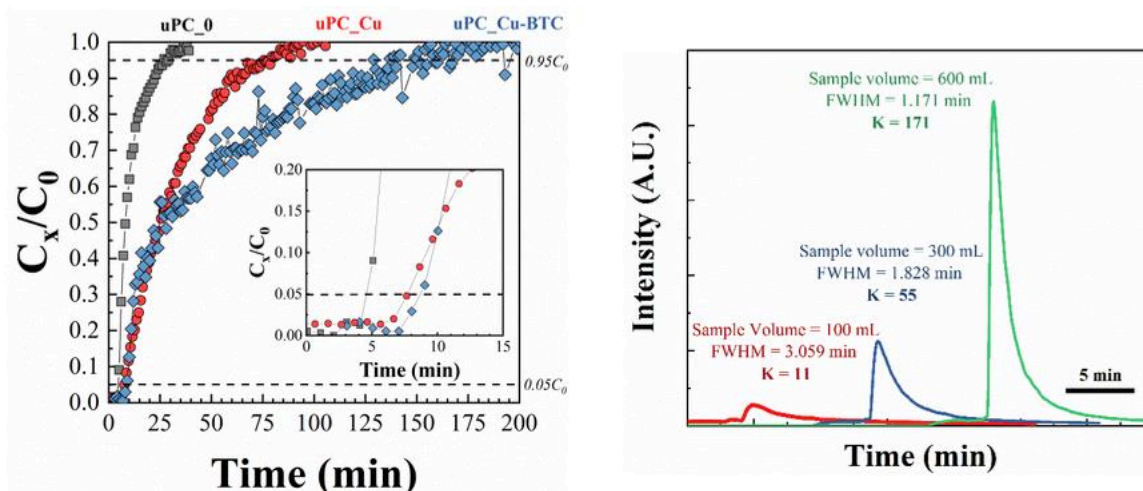 uPC_0 uPC_Cu uPC_Cu-BTC
1.0
0.9
0.8
0.7
0.6
0.5
0.4
0.3
0.2
0.1
0.0
C_x/C_0
0.95C_0
0.05C_0
0.20
0.15
0.10
0.05
0.00
C_x/C_0
0 5 10 15
Time (min)
0 25 50 75 100 125 150 175 200
Time (min)
Intensity (A.U.)
Sample volume = 600 mL
FWHM = 1.171 min
K = 171
Sample volume = 300 mL
FWHM = 1.828 min
K = 55
Sample Volume = 100 mL
FWHM = 3.059 min
K = 11
5 min
Time (min)